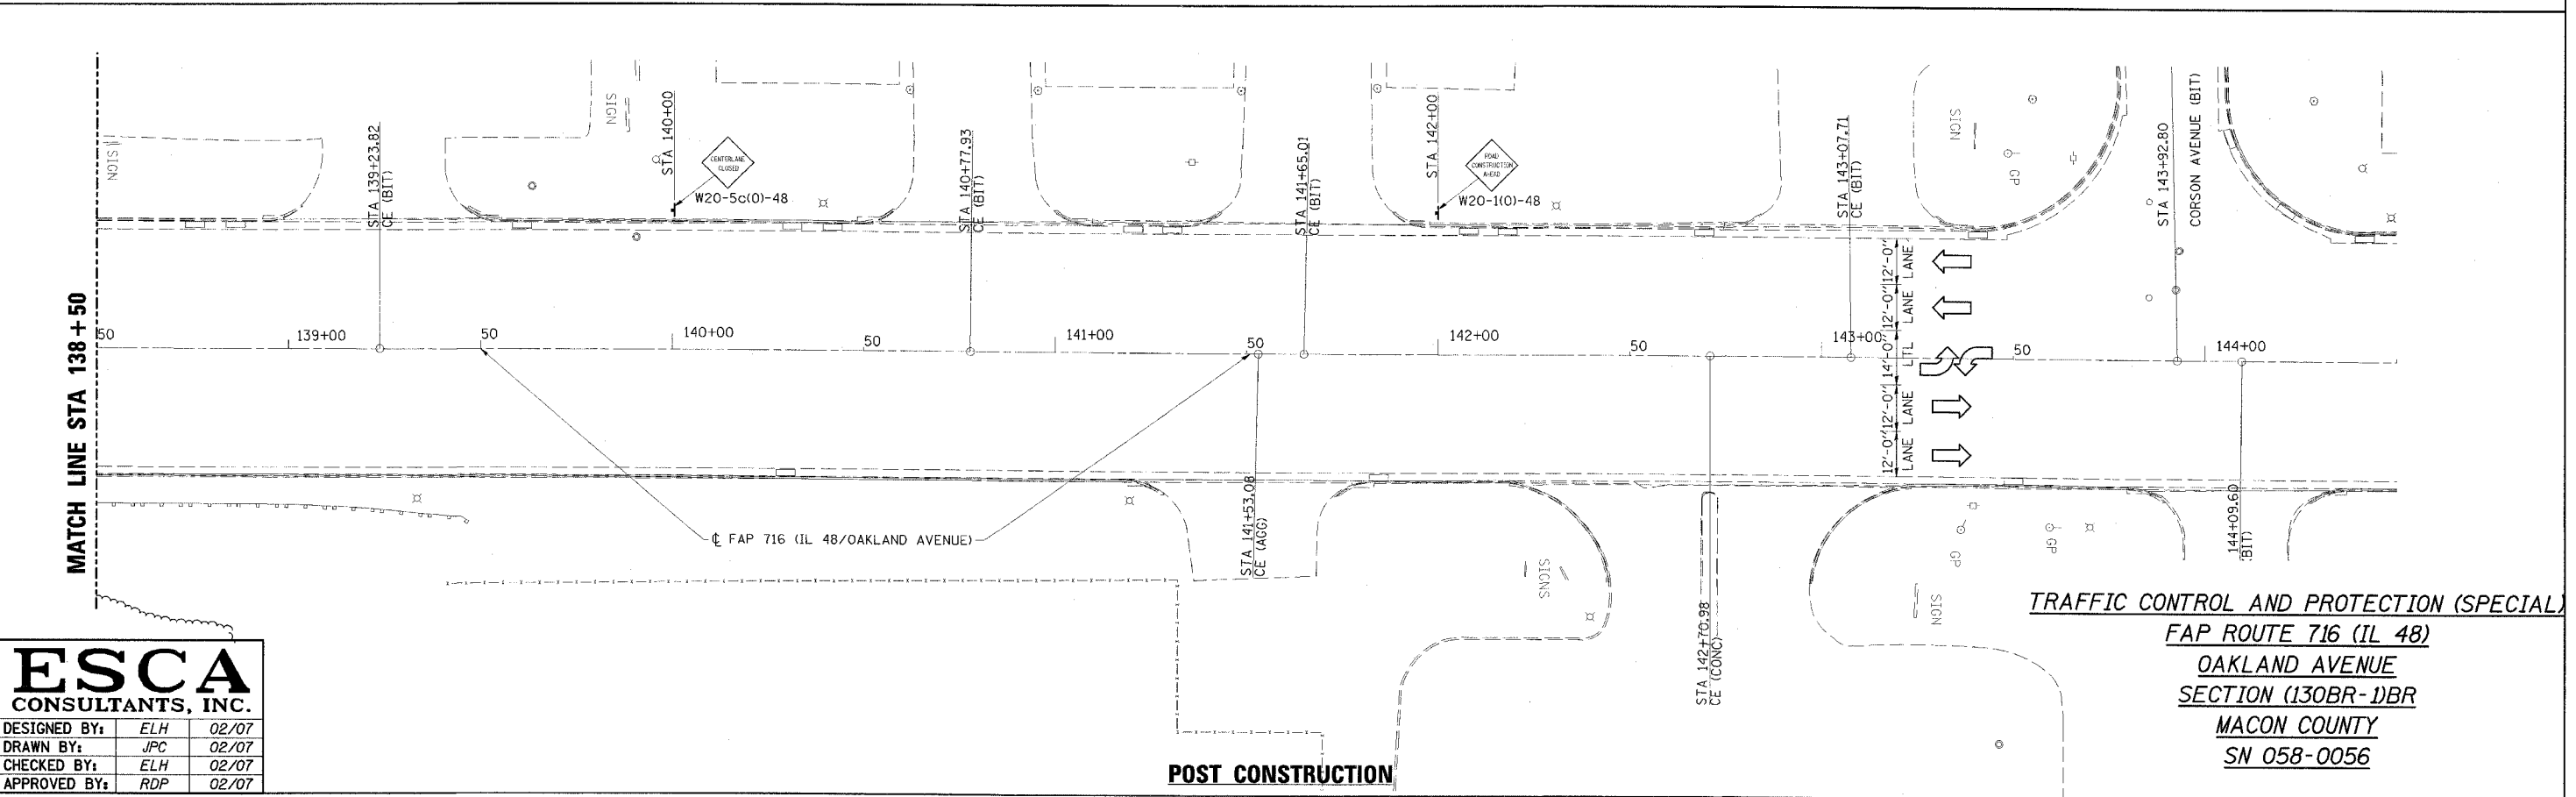 MATCH LINE STA 138+50
SIGN
STA 139+23.82
CE (BIT)
SIGN
STA 140+00
CENTERLANE
CLOSED
W20-5c(O)-48
STA 140+77.93
CE (BIT)
STA 141+65.01
CE (BIT)
STA 142+00
ROAD
CONSTRUCTION
AHEAD
W20-1(O)-48
STA 143+07.71
CE (BIT)
SIGN
GP
STA 143+92.80
CORSON AVENUE (BIT)
50
139+00
50
140+00
50
141+00
50
142+00
50
143+00
50
144+00
12'-0" LANE
12'-0" LANE
14'-0" LTL
12'-0" LANE
12'-0" LANE
℄ FAP 716 (IL 48/OAKLAND AVENUE)
STA 141+53.08
CE (AGG)
SIGNS
STA 142+70.98
CE (CONC)
SIGN
GP
GP
144+09.60
(BIT)
TRAFFIC CONTROL AND PROTECTION (SPECIAL)
FAP ROUTE 716 (IL 48)
OAKLAND AVENUE
SECTION (130BR-1)BR
MACON COUNTY
SN 058-0056
ESCA
CONSULTANTS, INC.
DESIGNED BY: ELH 02/07
DRAWN BY: JPC 02/07
CHECKED BY: ELH 02/07
APPROVED BY: RDP 02/07
POST CONSTRUCTION